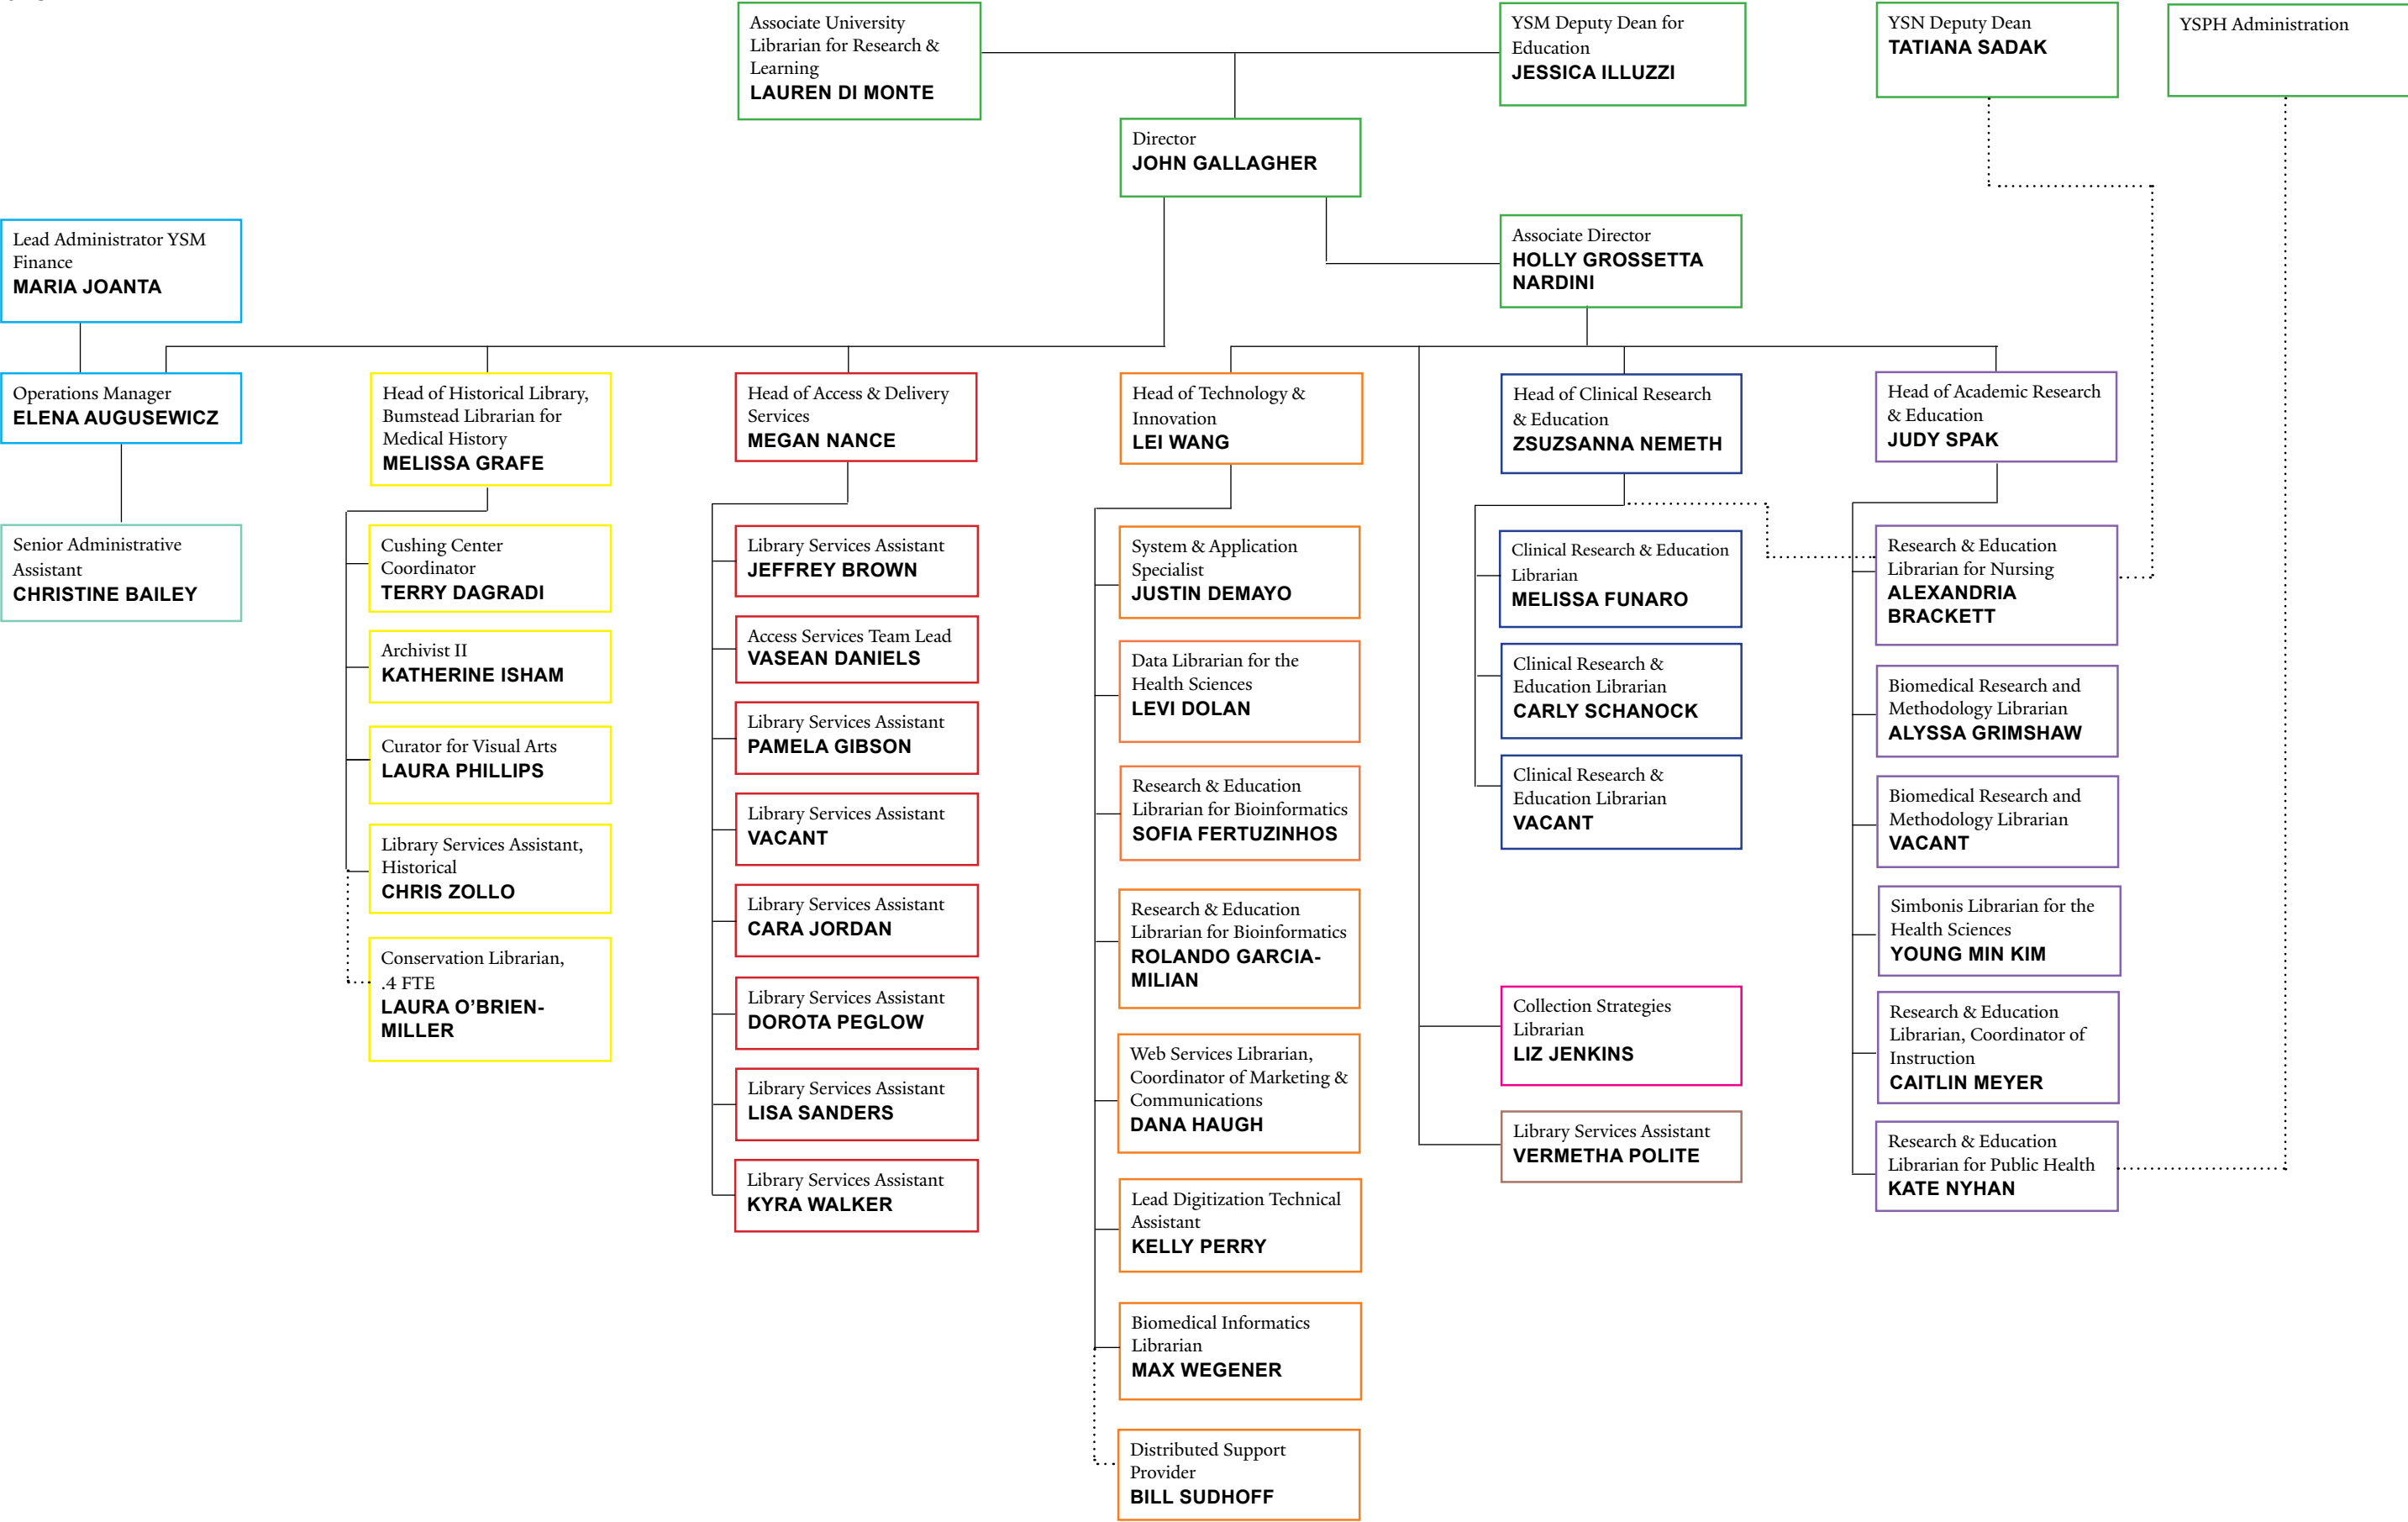 Associate University
Librarian for Research &
Learning
LAUREN DI MONTE
YSM Deputy Dean for
Education
JESSICA ILLUZZI
YSN Deputy Dean
TATIANA SADAK
YSPH Administration
Director
JOHN GALLAGHER
Lead Administrator YSM
Finance
MARIA JOANTA
Associate Director
HOLLY GROSSETTA
NARDINI
Operations Manager
ELENA AUGUSEWICZ
Senior Administrative
Assistant
CHRISTINE BAILEY
Head of Historical Library,
Bumstead Librarian for
Medical History
MELISSA GRAFE
Cushing Center
Coordinator
TERRY DAGRADI
Archivist II
KATHERINE ISHAM
Curator for Visual Arts
LAURA PHILLIPS
Library Services Assistant,
Historical
CHRIS ZOLLO
Conservation Librarian,
.4 FTE
LAURA O’BRIEN-
MILLER
Head of Access & Delivery
Services
MEGAN NANCE
Library Services Assistant
JEFFREY BROWN
Access Services Team Lead
VASEAN DANIELS
Library Services Assistant
PAMELA GIBSON
Library Services Assistant
VACANT
Library Services Assistant
CARA JORDAN
Library Services Assistant
DOROTA PEGLOW
Library Services Assistant
LISA SANDERS
Library Services Assistant
KYRA WALKER
Head of Technology &
Innovation
LEI WANG
System & Application
Specialist
JUSTIN DEMAYO
Data Librarian for the
Health Sciences
LEVI DOLAN
Research & Education
Librarian for Bioinformatics
SOFIA FERTUZINHOS
Research & Education
Librarian for Bioinformatics
ROLANDO GARCIA-
MILIAN
Web Services Librarian,
Coordinator of Marketing &
Communications
DANA HAUGH
Lead Digitization Technical
Assistant
KELLY PERRY
Biomedical Informatics
Librarian
MAX WEGENER
Distributed Support
Provider
BILL SUDHOFF
Head of Clinical Research
& Education
ZSUZSANNA NEMETH
Clinical Research & Education
Librarian
MELISSA FUNARO
Clinical Research &
Education Librarian
CARLY SCHANOCK
Clinical Research &
Education Librarian
VACANT
Collection Strategies
Librarian
LIZ JENKINS
Library Services Assistant
VERMETHA POLITE
Head of Academic Research
& Education
JUDY SPAK
Research & Education
Librarian for Nursing
ALEXANDRIA
BRACKETT
Biomedical Research and
Methodology Librarian
ALYSSA GRIMSHAW
Biomedical Research and
Methodology Librarian
VACANT
Simbonis Librarian for the
Health Sciences
YOUNG MIN KIM
Research & Education
Librarian, Coordinator of
Instruction
CAITLIN MEYER
Research & Education
Librarian for Public Health
KATE NYHAN